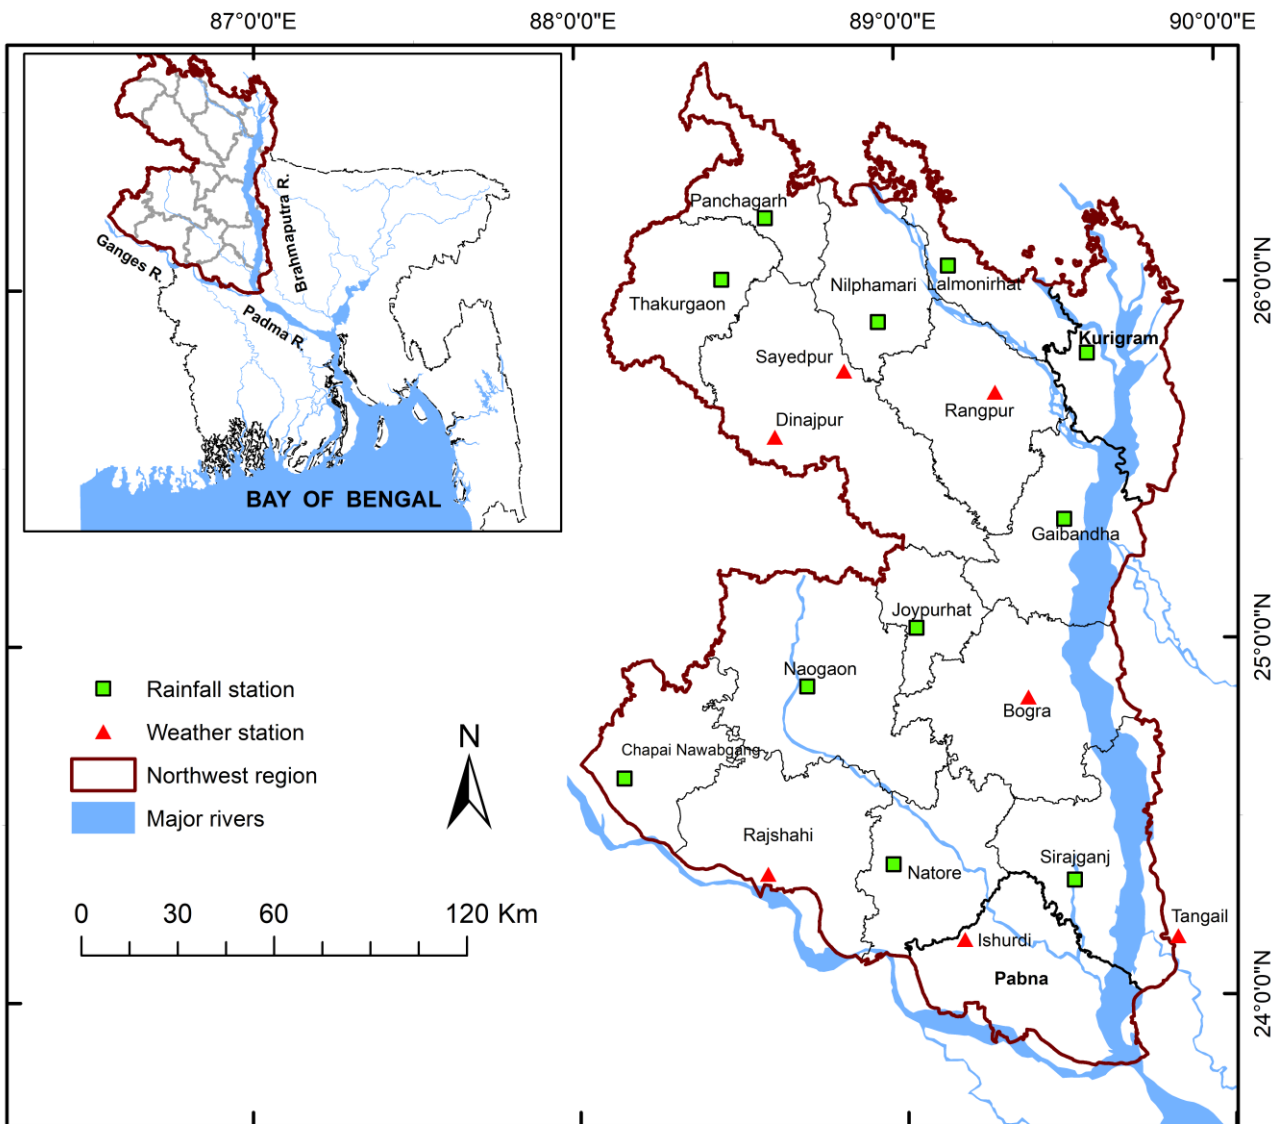 87°0'0"E
88°0'0"E
89°0'0"E
90°0'0"E
Ganges R.
Brahmaputra R.
Padma R.
BAY OF BENGAL
Panchagarh
Thakurgaon
Nilphamari
Lalmonirhat
26°0'0"N
Kurigram
Sayedpur
Rangpur
Dinajpur
Gaibandha
Joypurhat
25°0'0"N
Naogaon
Bogra
Chapai Nawabgang
Rajshahi
Natore
Sirajganj
Tangail
Ishurdi
Pabna
24°0'0"N
Rainfall station
Weather station
Northwest region
Major rivers
N
0 30 60 120 Km